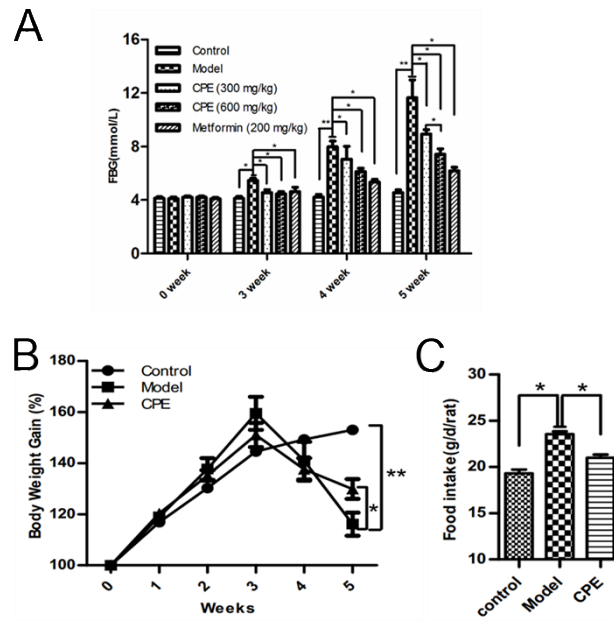 A
16
12
8
4
0
FBG(mmol/L)
Control
Model
CPE (300 mg/kg)
CPE (600 mg/kg)
Metformin (200 mg/kg)
* * * *
** * * *
** * * * *
0 week
3 week
4 week
5 week
B
180
160
140
120
100
Body Weight Gain (%)
Control
Model
CPE
**
*
0 1 2 3 4 5
Weeks
C
30
25
20
15
10
Food intake(g/d/rat)
* *
control
Model
CPE